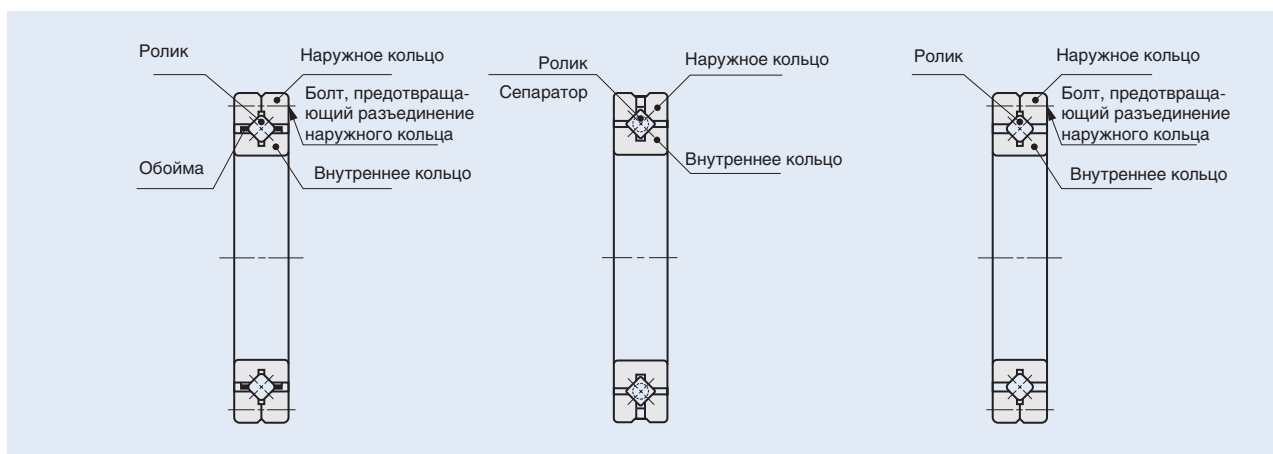 Ролик
Наружное кольцо
Болт, предотвраща-
ющий разъединение
наружного кольца
Обойма
Внутреннее кольцо
Ролик
Наружное кольцо
Сепаратор
Внутреннее кольцо
Ролик
Наружное кольцо
Болт, предотвраща-
ющий разъединение
наружного кольца
Внутреннее кольцо